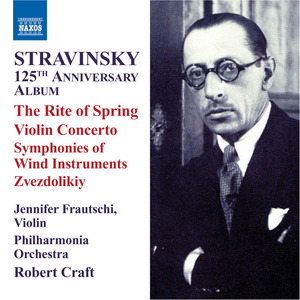 NAXOS
STRAVINSKY
125TH ANNIVERSARY
ALBUM
The Rite of Spring
Violin Concerto
Symphonies of
Wind Instruments
Zvezdolikiy
Jennifer Frautschi,
Violin
Philharmonia
Orchestra
Robert Craft